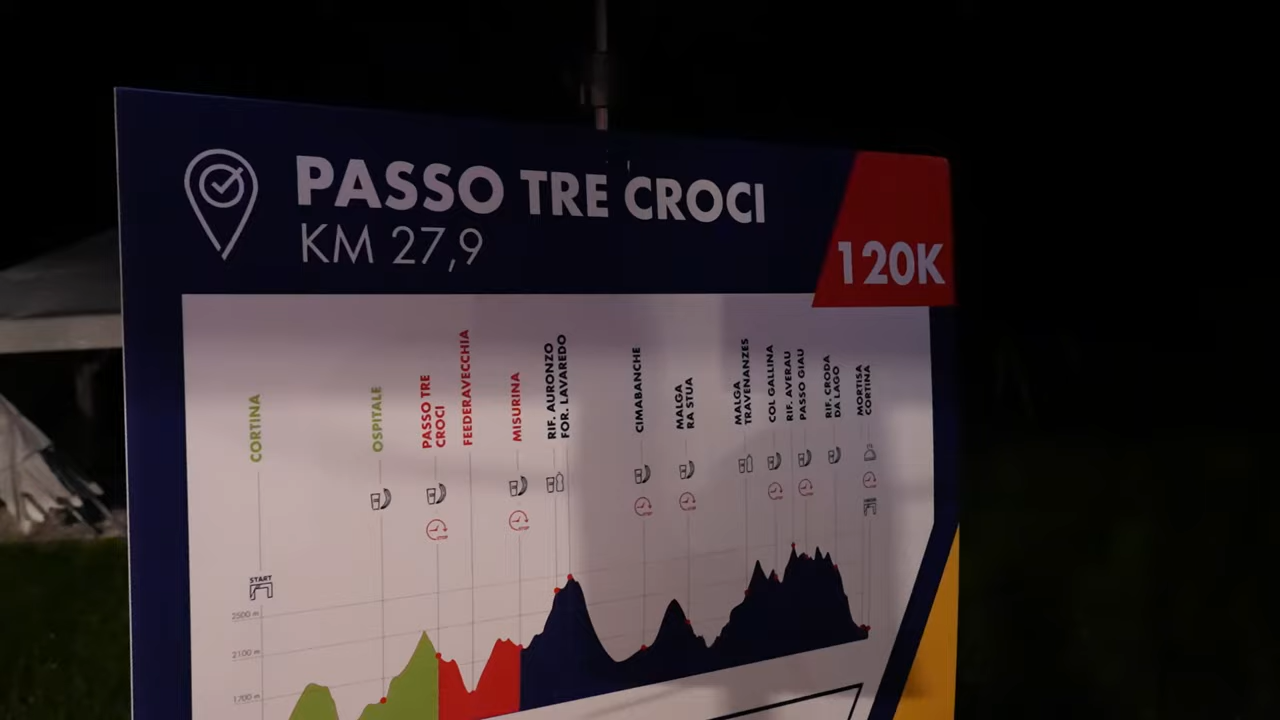 PASSO TRE CROCI
KM 27,9
120K
CORTINA
OSPITALE
PASSO TRE
CROCI
FEDERAVECCHIA
MISURINA
RIF. AURONZO
FOR. LAVAREDO
CIMABANCHE
MALGA
RA STUA
MALGA
TRAVENANZES
COL GALLINA
RIF. AVERAU
PASSO GIAU
RIF. CRODA
DA LAGO
MORTISA
CORTINA
START
2500 m
2100 m
1700 m